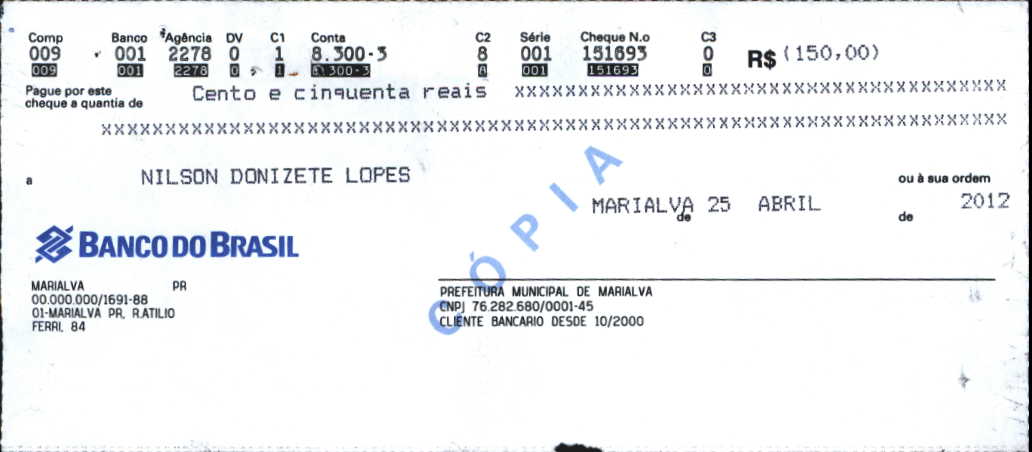 Comp Banco Agência DV C1 Conta C2 Série Cheque N.o C3
009 001 2278 0 1 8.300-3 8 001 151693 0 R$ (150,00)
009 001 2278 0 1 8.300-3 8 001 151693 0
Pague por este
cheque a quantia de Cento e cinquenta reais XXXXXXXXXXXXXXXXXXXXXXXXXXXXXXXXXXXXXXXXX
XXXXXXXXXXXXXXXXXXXXXXXXXXXXXXXXXXXXXXXXXXXXXXXXXXXXXXXXXXXXXXXXXXXXXXXX
a NILSON DONIZETE LOPES ou à sua ordem
MARIALVA de 25 ABRIL de 2012
CÓPIA
BANCO DO BRASIL
MARIALVA PR
00.000.000/1691-88
01-MARIALVA PR. R.ATILIO
FERRI, 84
PREFEITURA MUNICIPAL DE MARIALVA
CNPJ 76.282.680/0001-45
CLIENTE BANCARIO DESDE 10/2000